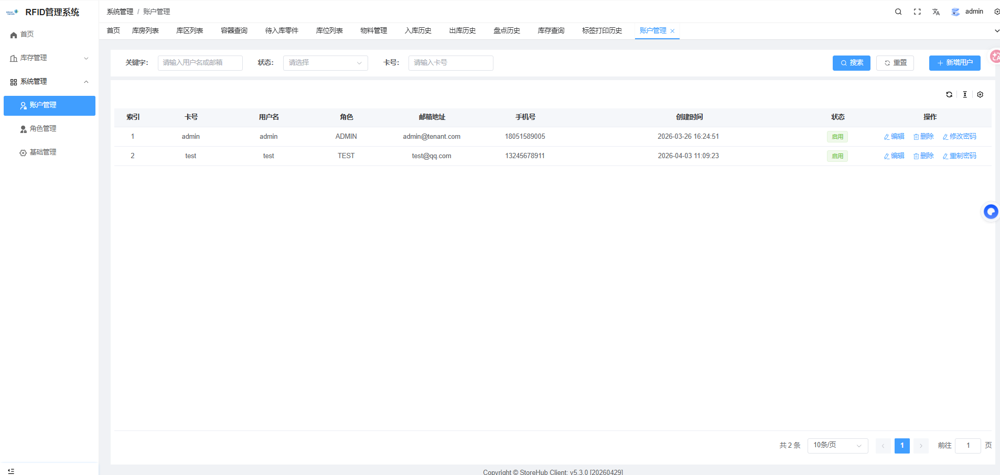 RFID管理系统
系统管理 / 账户管理
admin
首页 库房列表 库区列表 容器查询 待入库零件 库位列表 物料管理 入库历史 出库历史 盘点历史 库存查询 标签打印历史 账户管理
首页
库存管理
系统管理
账户管理
角色管理
基础管理
关键字： 请输入用户名或邮箱 状态： 请选择 卡号： 请输入卡号 搜索 重置 新增用户
索引 卡号 用户名 角色 邮箱地址 手机号 创建时间 状态 操作
1 admin admin ADMIN admin@tenant.com 18051589005 2026-03-26 16:24:51 启用 编辑 删除 修改密码
2 test test TEST test@qq.com 13245678911 2026-04-03 11:09:23 启用 编辑 删除 重制密码
共 2 条 10条/页 1 前往 1 页
Copyright © StoreHub Client: v5.3.0 [20260429]